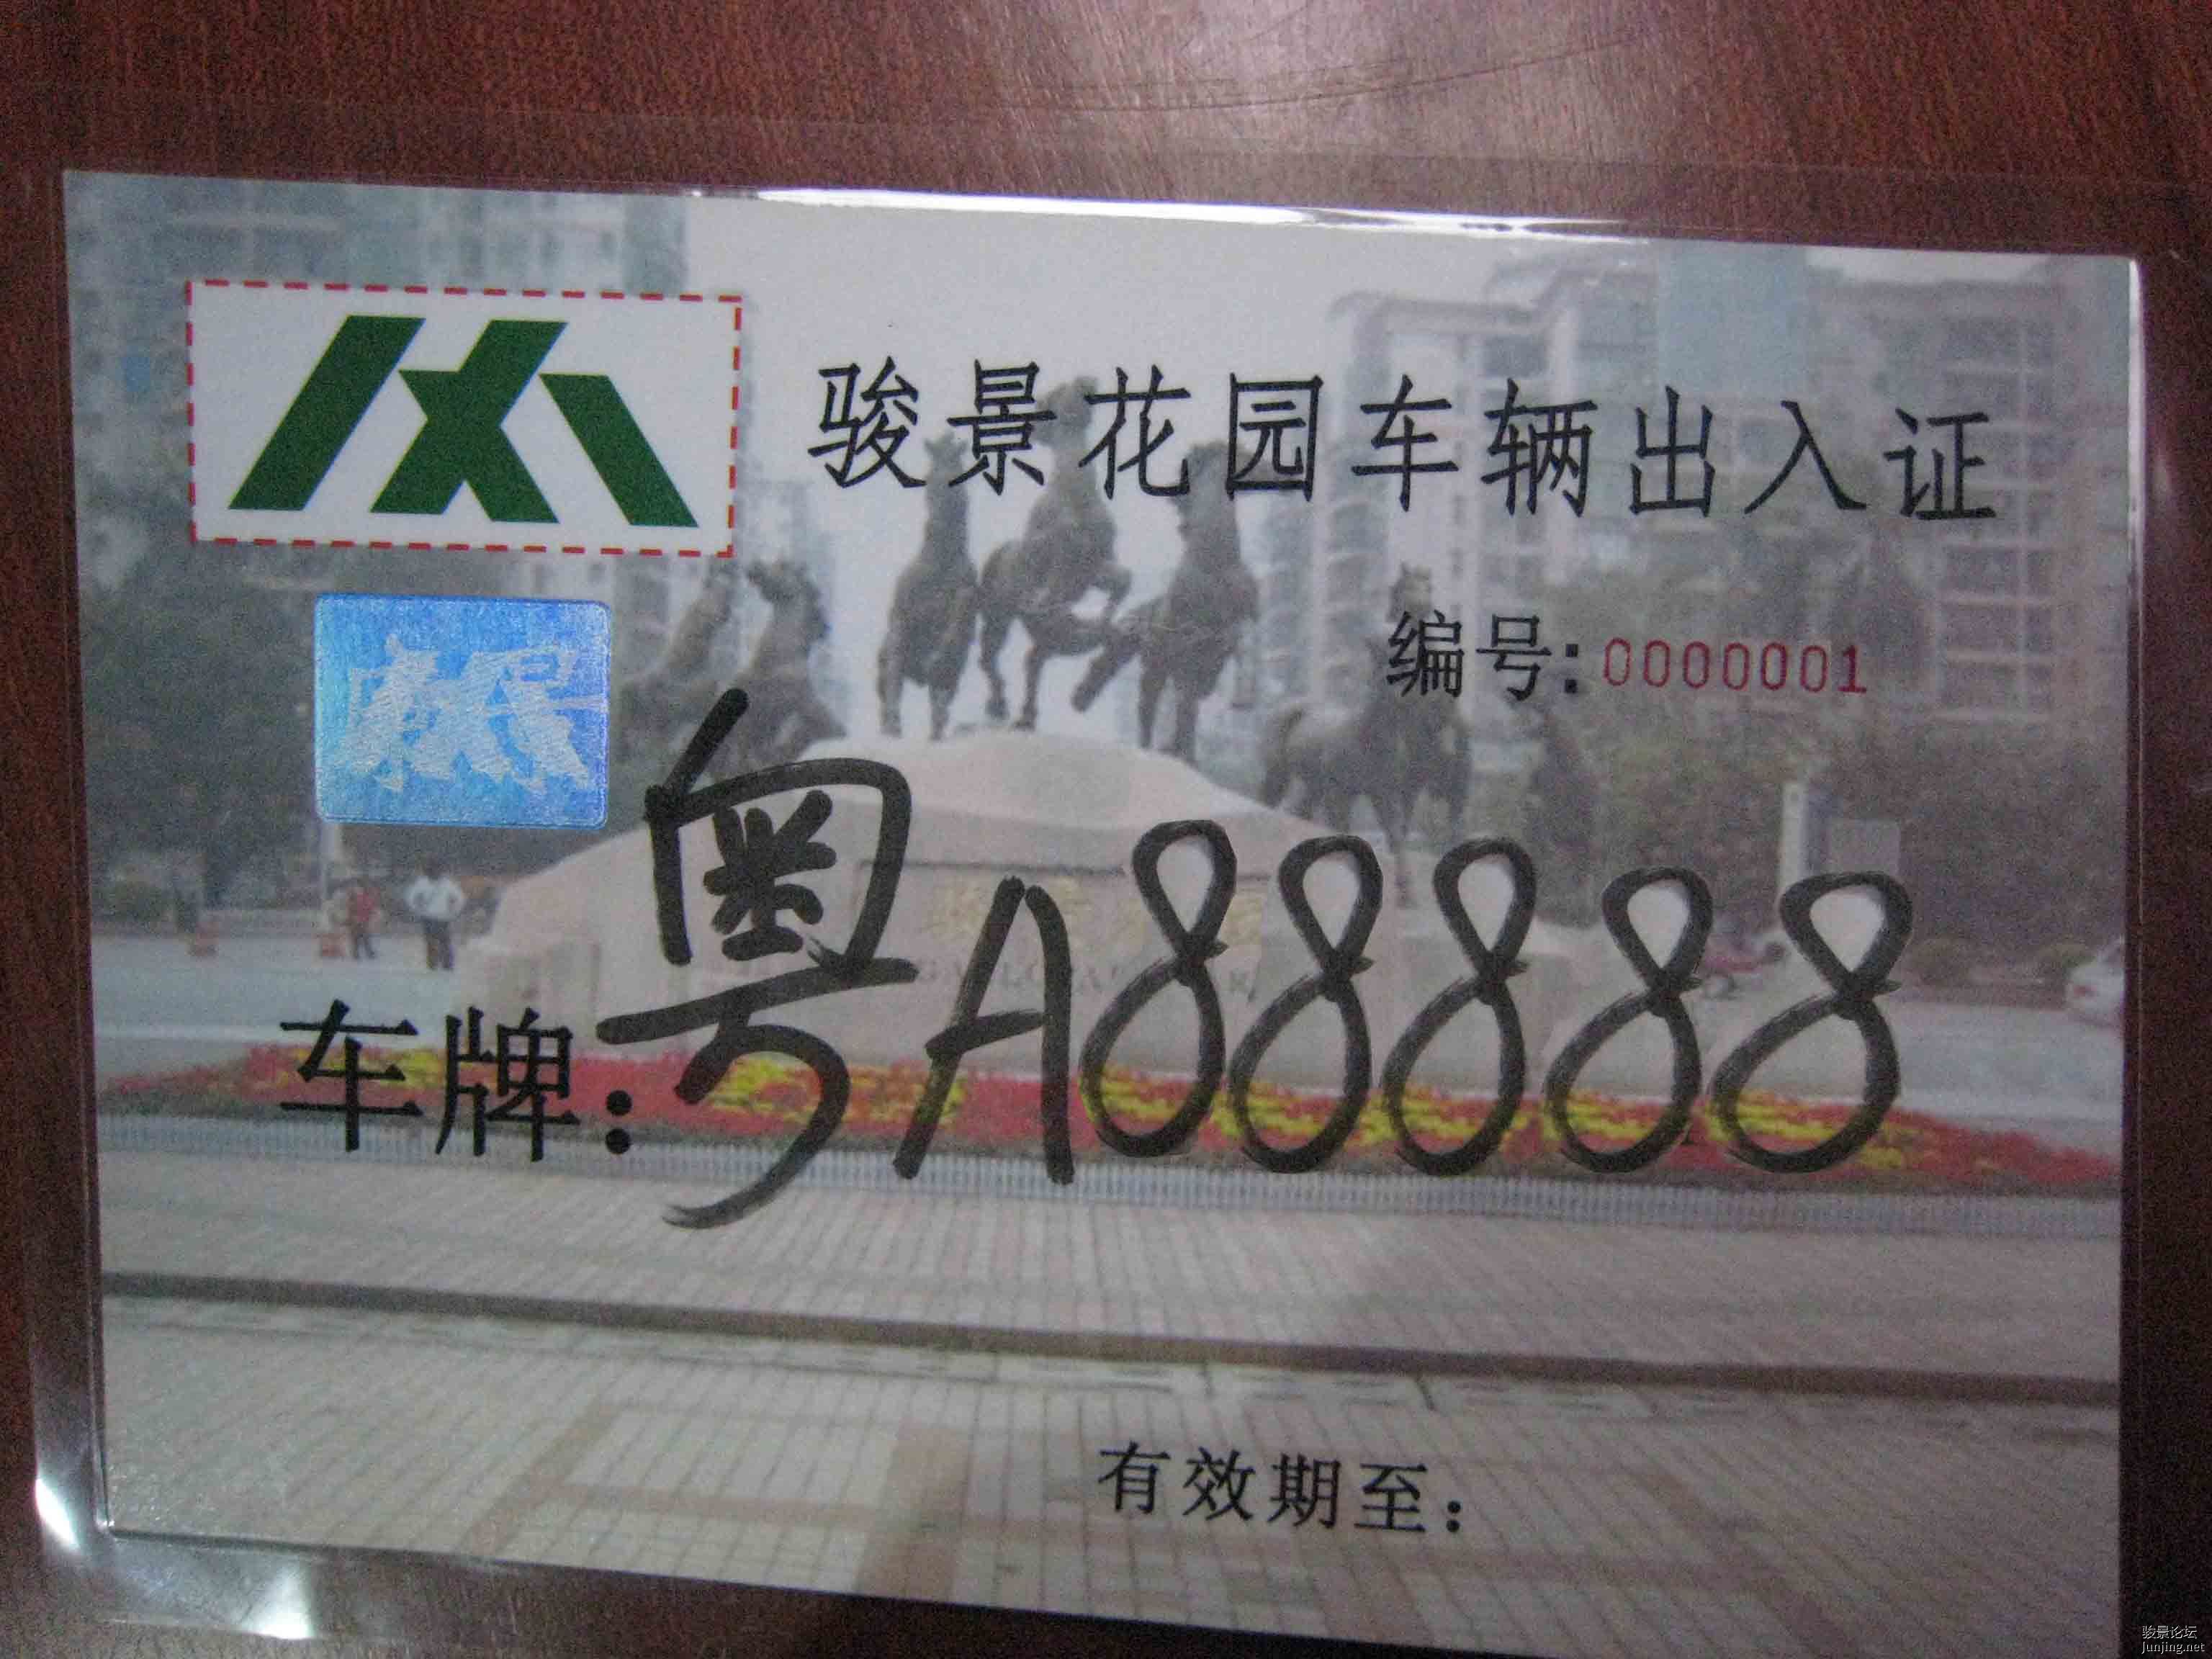 骏景花园车辆出入证
编号:0000001
车牌:粤A88888
有效期至:
骏景论坛
Junjing.net